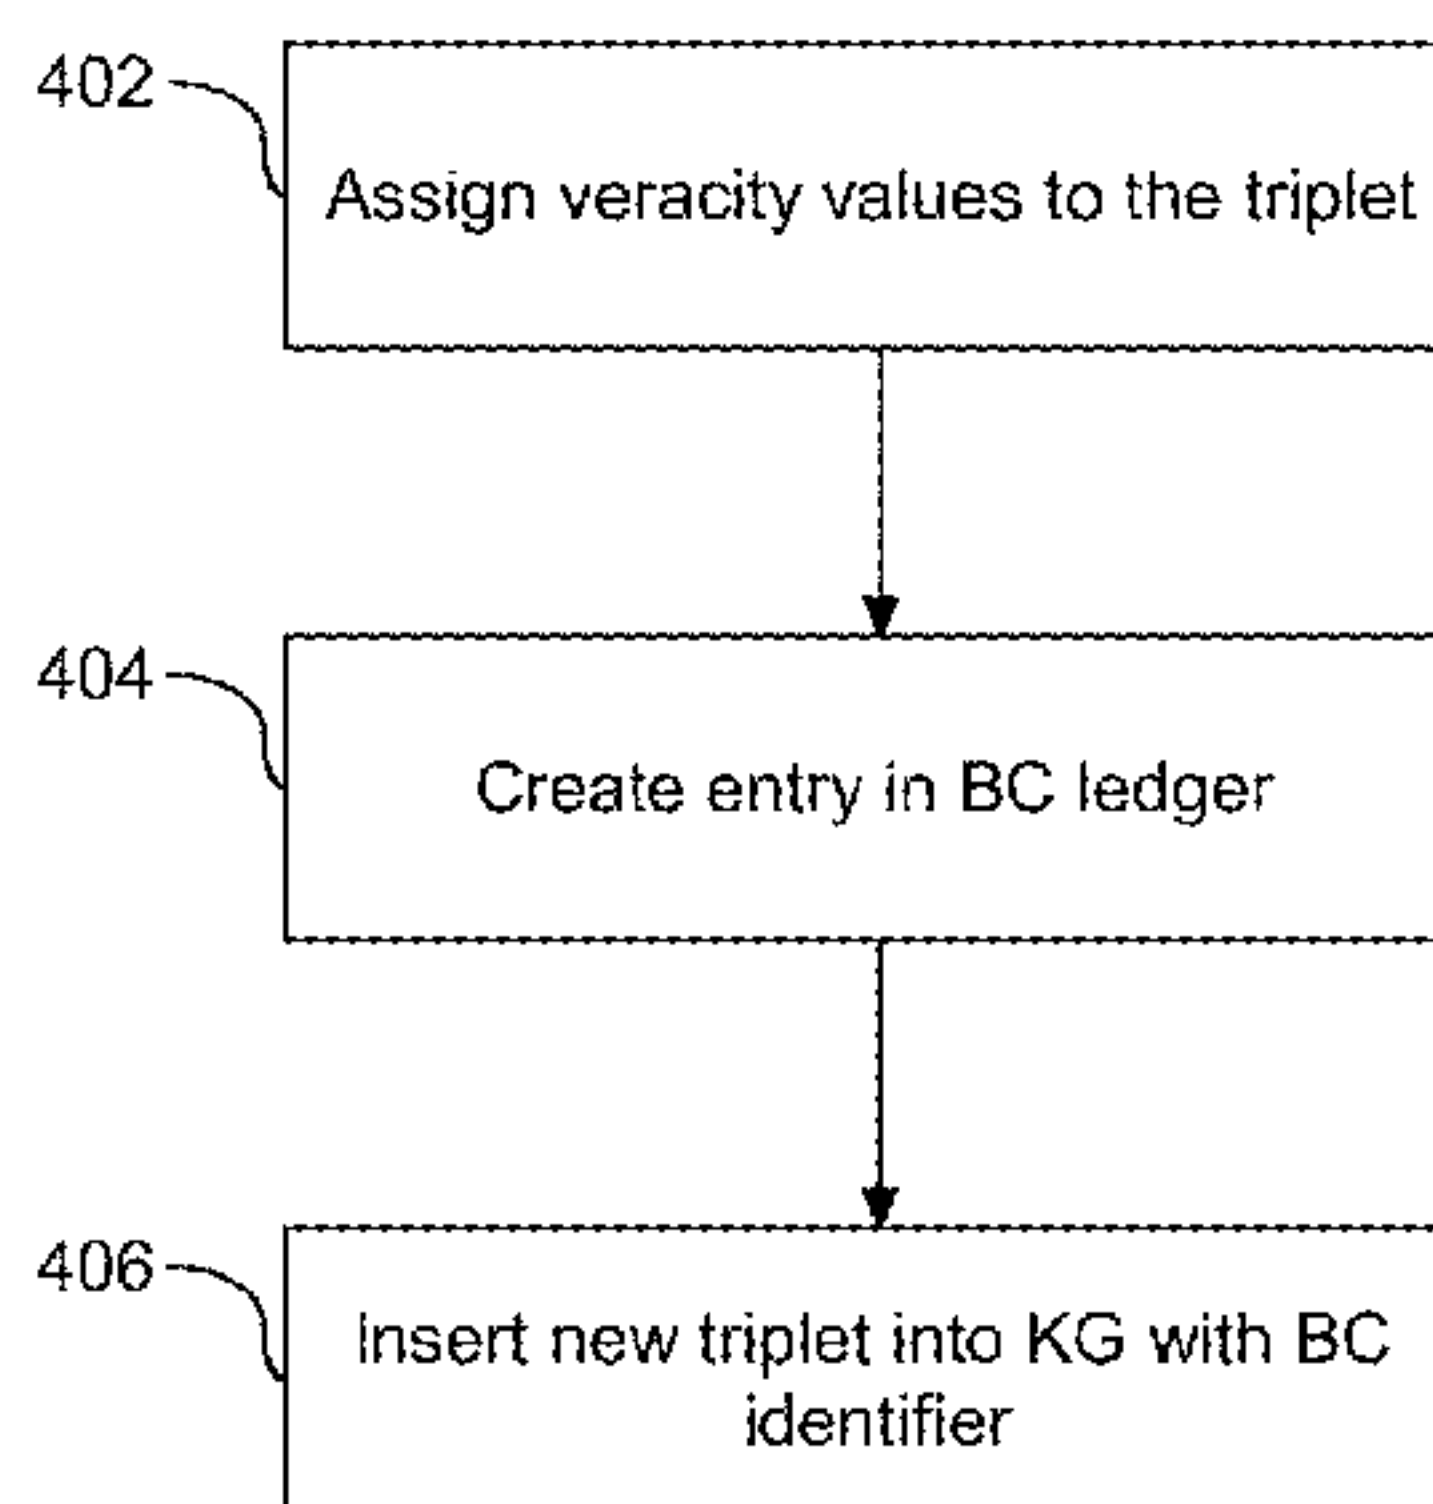 402
Assign veracity values to the triplet
404
Create entry in BC ledger
406
Insert new triplet into KG with BC
identifier